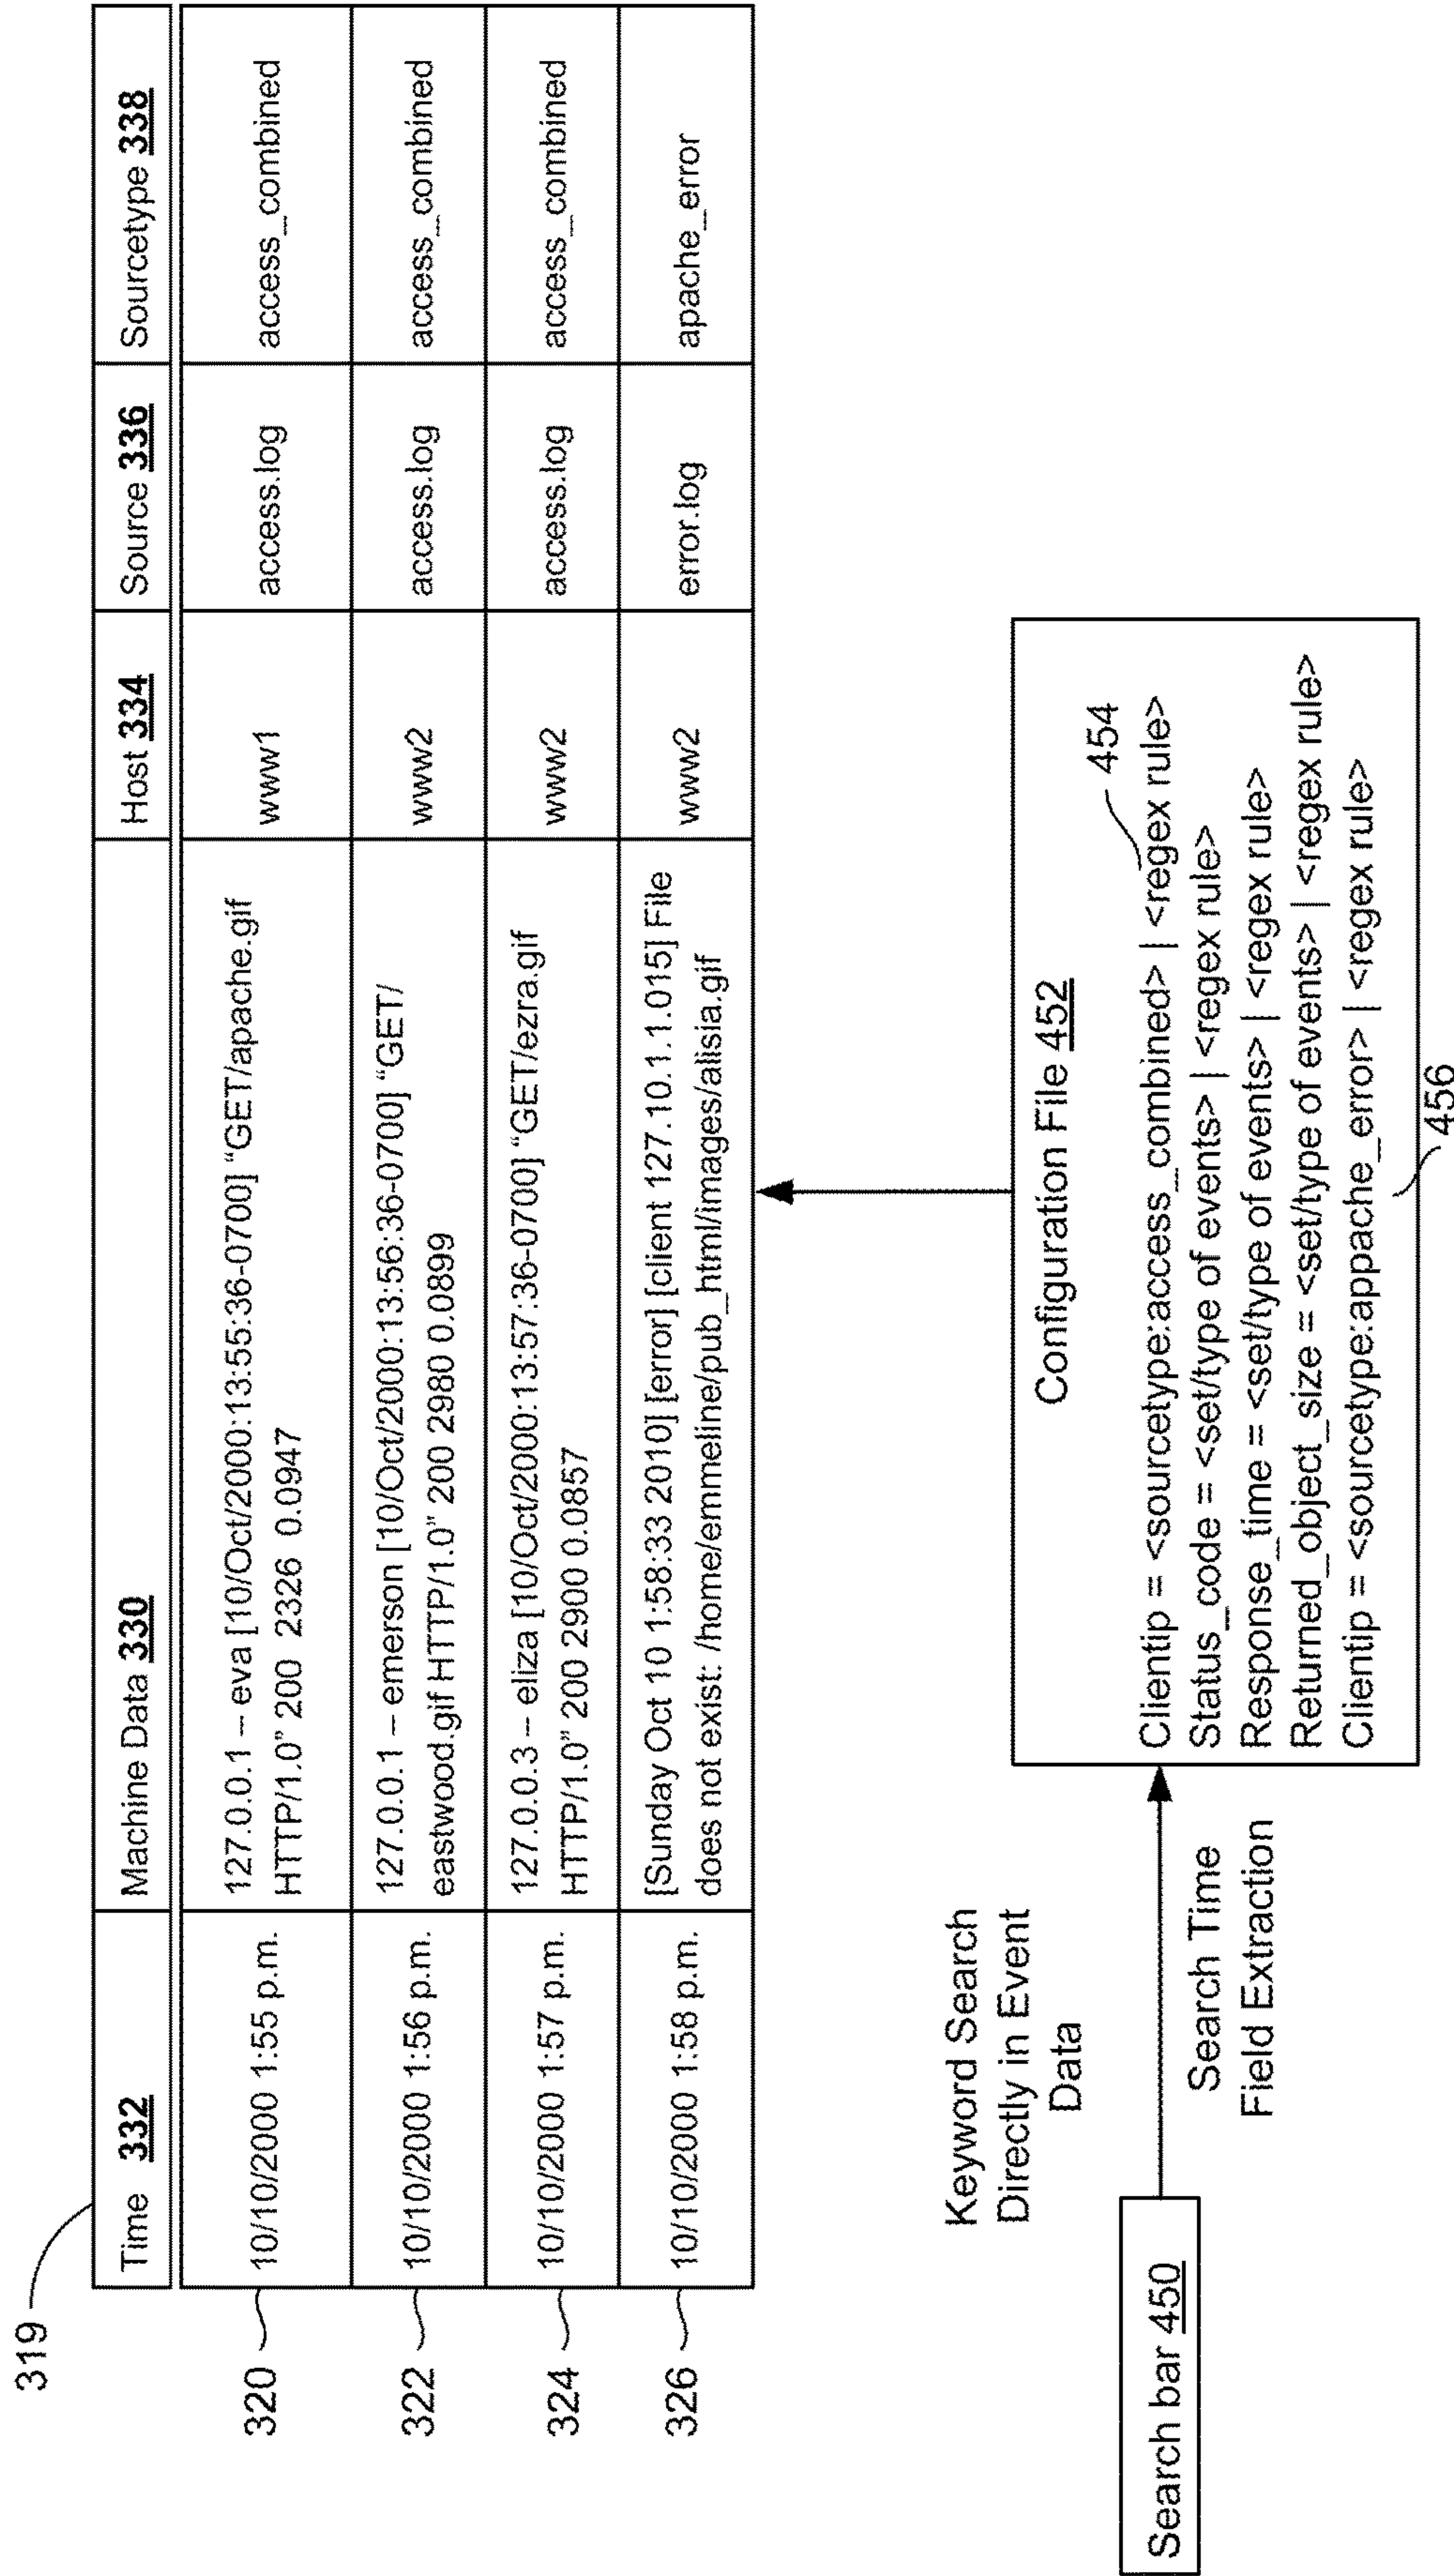 319
Time 332 Machine Data 330 Host 334 Source 336 Sourcetype 338
320 10/10/2000 1:55 p.m. 127.0.0.1 – eva [10/Oct/2000:13:55:36-0700] “GET/apache.gif www1 access.log access_combined
HTTP/1.0” 200 2326 0.0947
322 10/10/2000 1:56 p.m. 127.0.0.1 – emerson [10/Oct/2000:13:56:36-0700] “GET/ www2 access.log access_combined
eastwood.gif HTTP/1.0” 200 2980 0.0899
324 10/10/2000 1:57 p.m. 127.0.0.3 – eliza [10/Oct/2000:13:57:36-0700] “GET/ezra.gif www2 access.log access_combined
HTTP/1.0” 200 2900 0.0857
326 10/10/2000 1:58 p.m. [Sunday Oct 10 1:58:33 2010] [error] [client 127.10.1.1.015] File www2 error.log apache_error
does not exist: /home/emmeline/pub_html/images/alisia.gif
Keyword Search
Directly in Event
Data
Search bar 450
Search Time
Field Extraction
Configuration File 452
454
Clientip = <sourcetype:access_combined> | <regex rule>
Status_code = <set/type of events> | <regex rule>
Response_time = <set/type of events> | <regex rule>
Returned_object_size = <set/type of events> | <regex rule>
Clientip = <sourcetype:appache_error> | <regex rule>
456